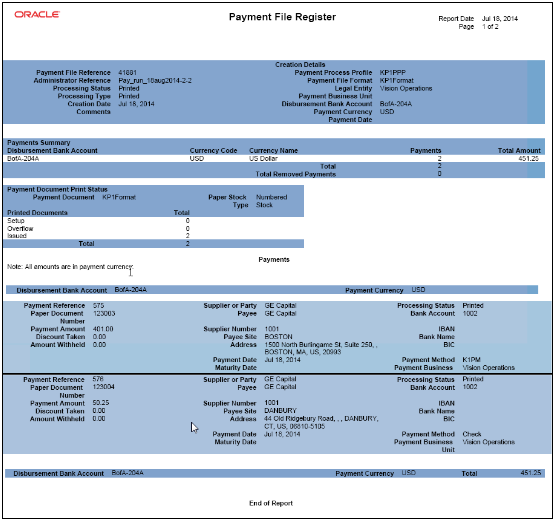 ORACLE
Payment File Register
Report Date Jul 18, 2014
Page 1 of 2
Creation Details
Payment File Reference 41881 Payment Process Profile KP1PPP
Administrator Reference Pay_run_18aug2014-2-2 Payment File Format KP1Format
Processing Status Printed Legal Entity Vision Operations
Processing Type Printed Payment Business Unit
Creation Date Jul 18, 2014 Disbursement Bank Account BofA-204A
Comments Payment Currency USD
Payment Date
Payments Summary
Disbursement Bank Account Currency Code Currency Name Payments Total Amount
BofA-204A USD US Dollar 2 451.25
Total 2
Total Removed Payments 0
Payment Document Print Status
Payment Document KP1Format Paper Stock Numbered
Type Stock
Printed Documents Total
Setup 0
Overflow 0
Issued 2
Total 2
Payments
Note: All amounts are in payment currency.
Disbursement Bank Account BofA-204A Payment Currency USD
Payment Reference 575 Supplier or Party GE Capital Processing Status Printed
Paper Document 123003 Payee GE Capital Bank Account 1002
Number
Payment Amount 401.00 Supplier Number 1001 IBAN
Discount Taken 0.00 Payee Site BOSTON Bank Name
Amount Withheld 0.00 Address 1500 North Burlingame St, Suite 250, , BIC
BOSTON, MA, US, 20993
Payment Date Jul 18, 2014 Payment Method K1PM
Maturity Date Payment Business Vision Operations
Payment Reference 576 Supplier or Party GE Capital Processing Status Printed
Paper Document 123004 Payee GE Capital Bank Account 1002
Number
Payment Amount 50.25 Supplier Number 1001 IBAN
Discount Taken 0.00 Payee Site DANBURY Bank Name
Amount Withheld 0.00 Address 44 Old Ridgebury Road, , , DANBURY, BIC
CT, US, 06810-5105
Payment Date Jul 18, 2014 Payment Method Check
Maturity Date Payment Business Vision Operations
Unit
Disbursement Bank Account BofA-204A Payment Currency USD Total 451.25
End of Report